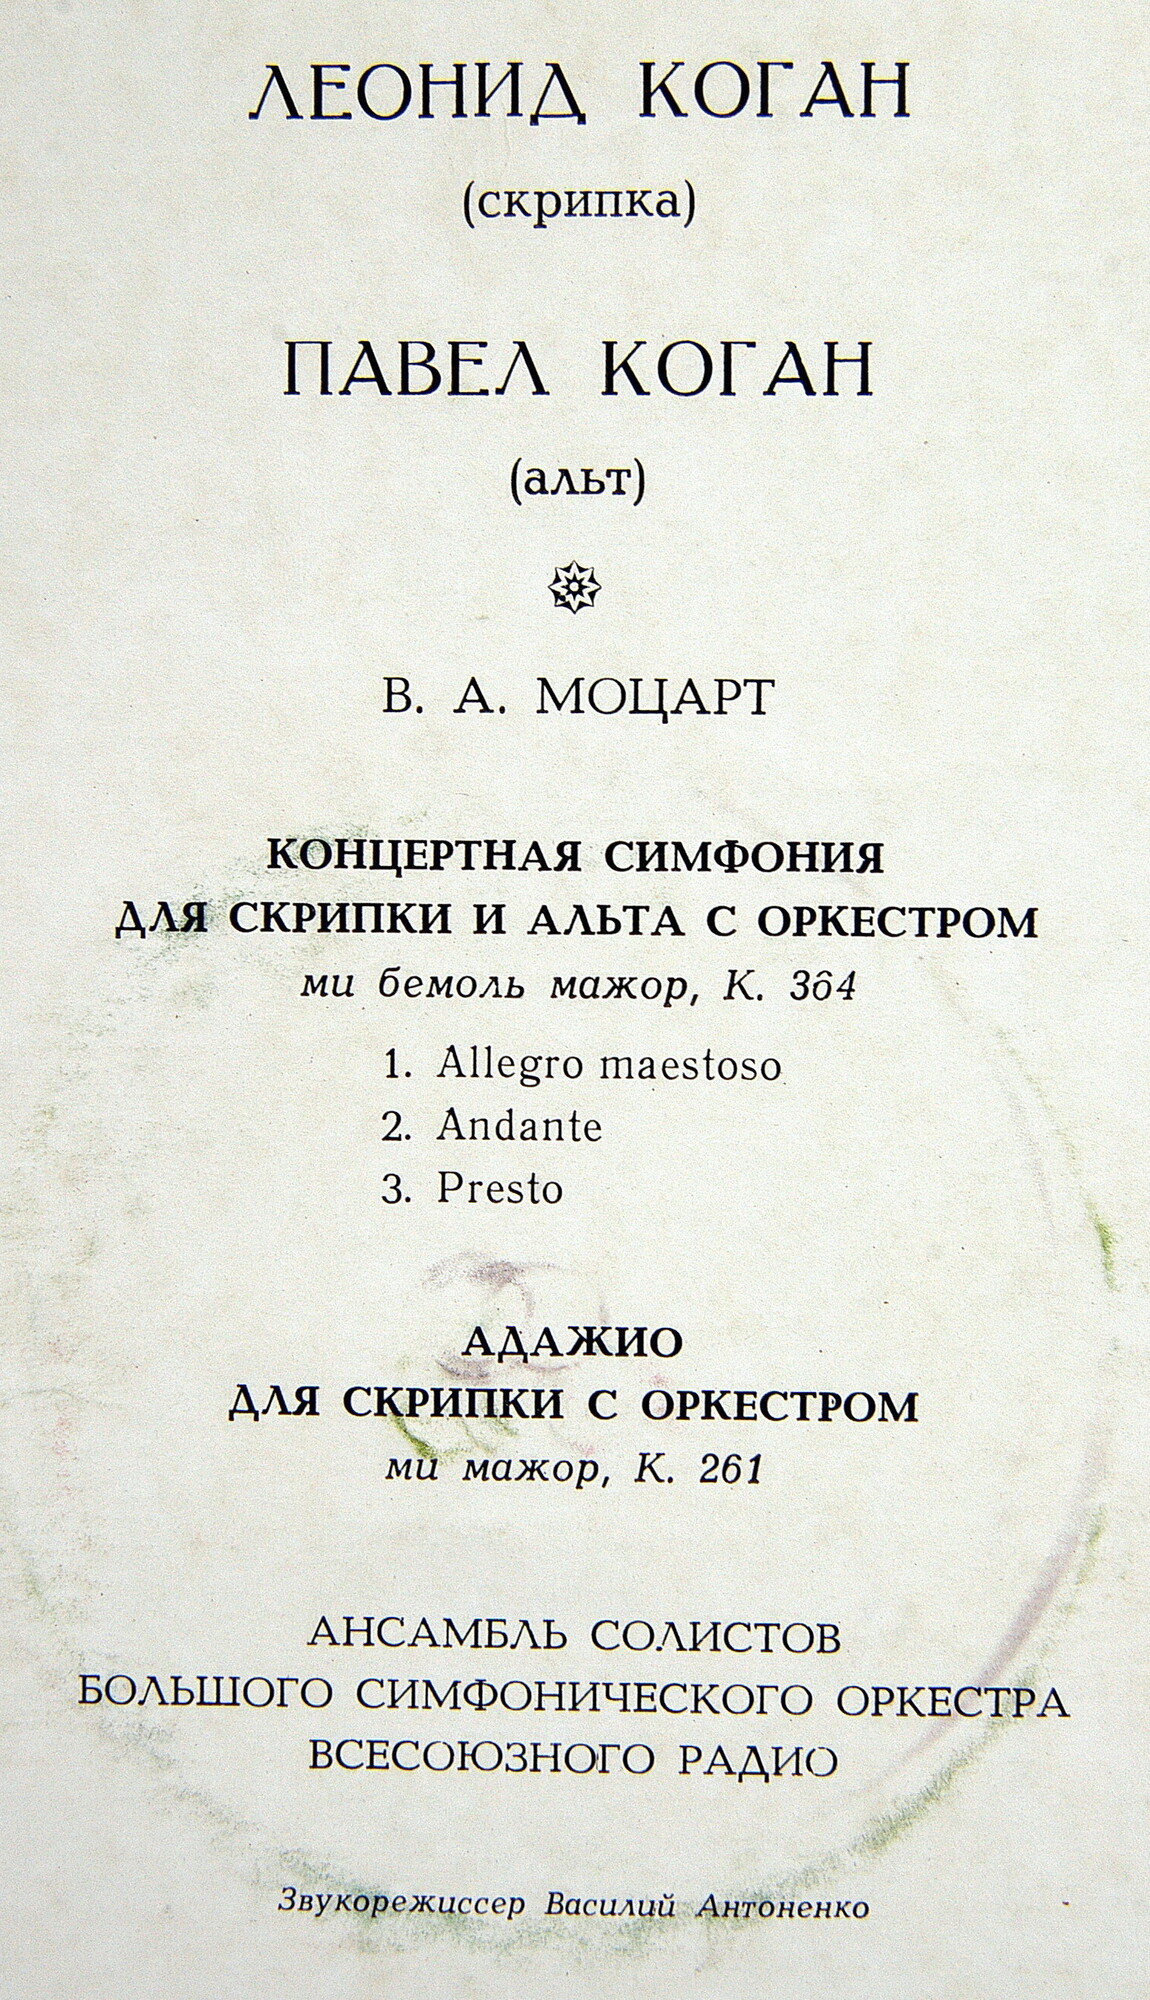 ЛЕОНИД КОГАН
(скрипка)
ПАВЕЛ КОГАН
(альт)
В. А. МОЦАРТ
КОНЦЕРТНАЯ СИМФОНИЯ
ДЛЯ СКРИПКИ И АЛЬТА С ОРКЕСТРОМ
ми бемоль мажор, К. 364
1. Allegro maestoso
2. Andante
3. Presto
АДАЖИО
ДЛЯ СКРИПКИ С ОРКЕСТРОМ
ми мажор, К. 261
АНСАМБЛЬ СОЛИСТОВ
БОЛЬШОГО СИМФОНИЧЕСКОГО ОРКЕСТРА
ВСЕСОЮЗНОГО РАДИО
Звукорежиссер Василий Антоненко